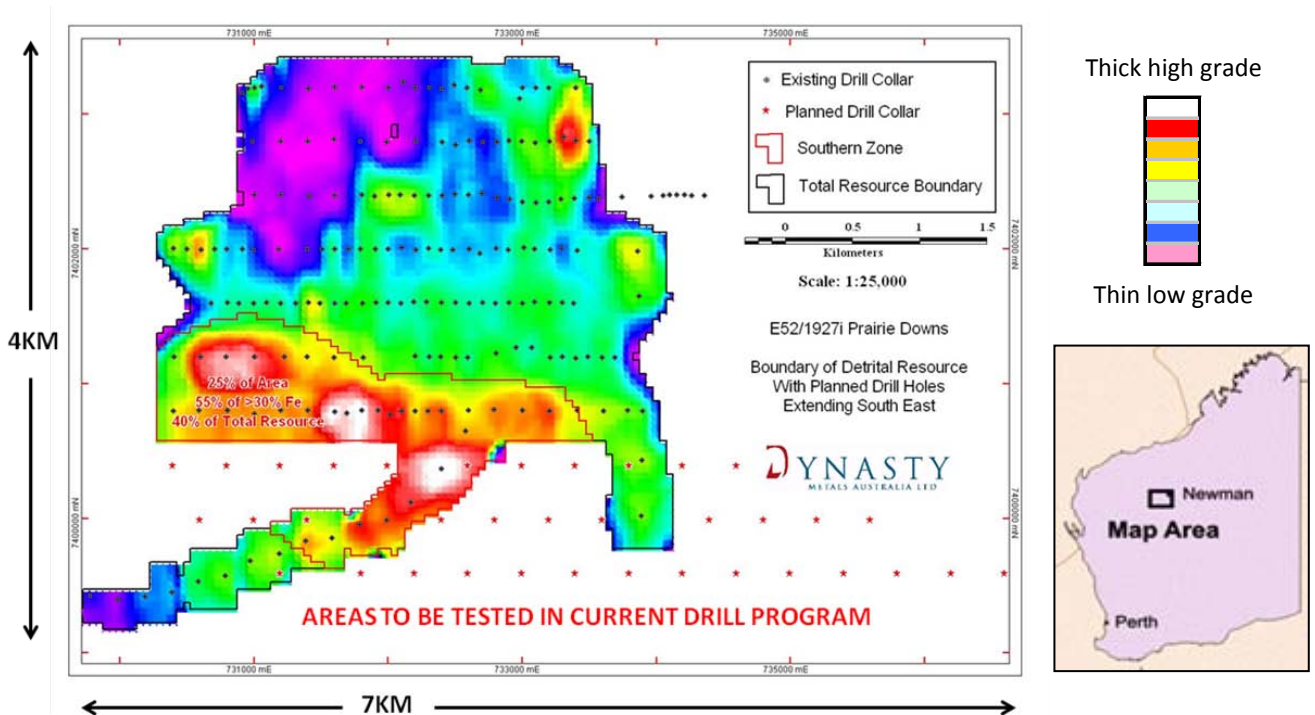 731000 mE
733000 mE
735000 mE
4KM
7402000 mN
7400000 mN
Existing Drill Collar
Planned Drill Collar
Southern Zone
Total Resource Boundary
0 0.5 1 1.5
Kilometers
Scale: 1:25,000
E52/1927i Prairie Downs
Boundary of Detrital Resource
With Planned Drill Holes
Extending South East
DYNASTY
METALS AUSTRALIA LTD
25% of Area
55% of >30% Fe
40% of Total Resource
7402000 mN
7400000 mN
AREAS TO BE TESTED IN CURRENT DRILL PROGRAM
731000 mE
733000 mE
735000 mE
7KM
Thick high grade
Thin low grade
Newman
Map Area
Perth